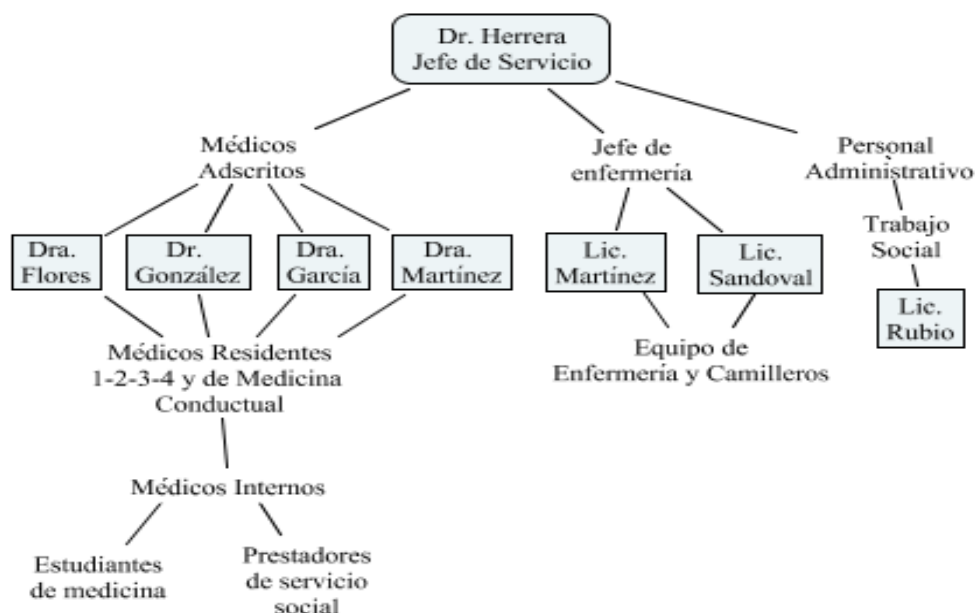 Dr. Herrera
Jefe de Servicio
Médicos
Adscritos
Jefe de
enfermería
Personal
Administrativo
Dra.
Flores
Dr.
González
Dra.
García
Dra.
Martínez
Lic.
Martínez
Lic.
Sandoval
Trabajo
Social
Lic.
Rubio
Médicos Residentes
1-2-3-4 y de Medicina
Conductual
Equipo de
Enfermería y Camilleros
Médicos Internos
Estudiantes
de medicina
Prestadores
de servicio
social